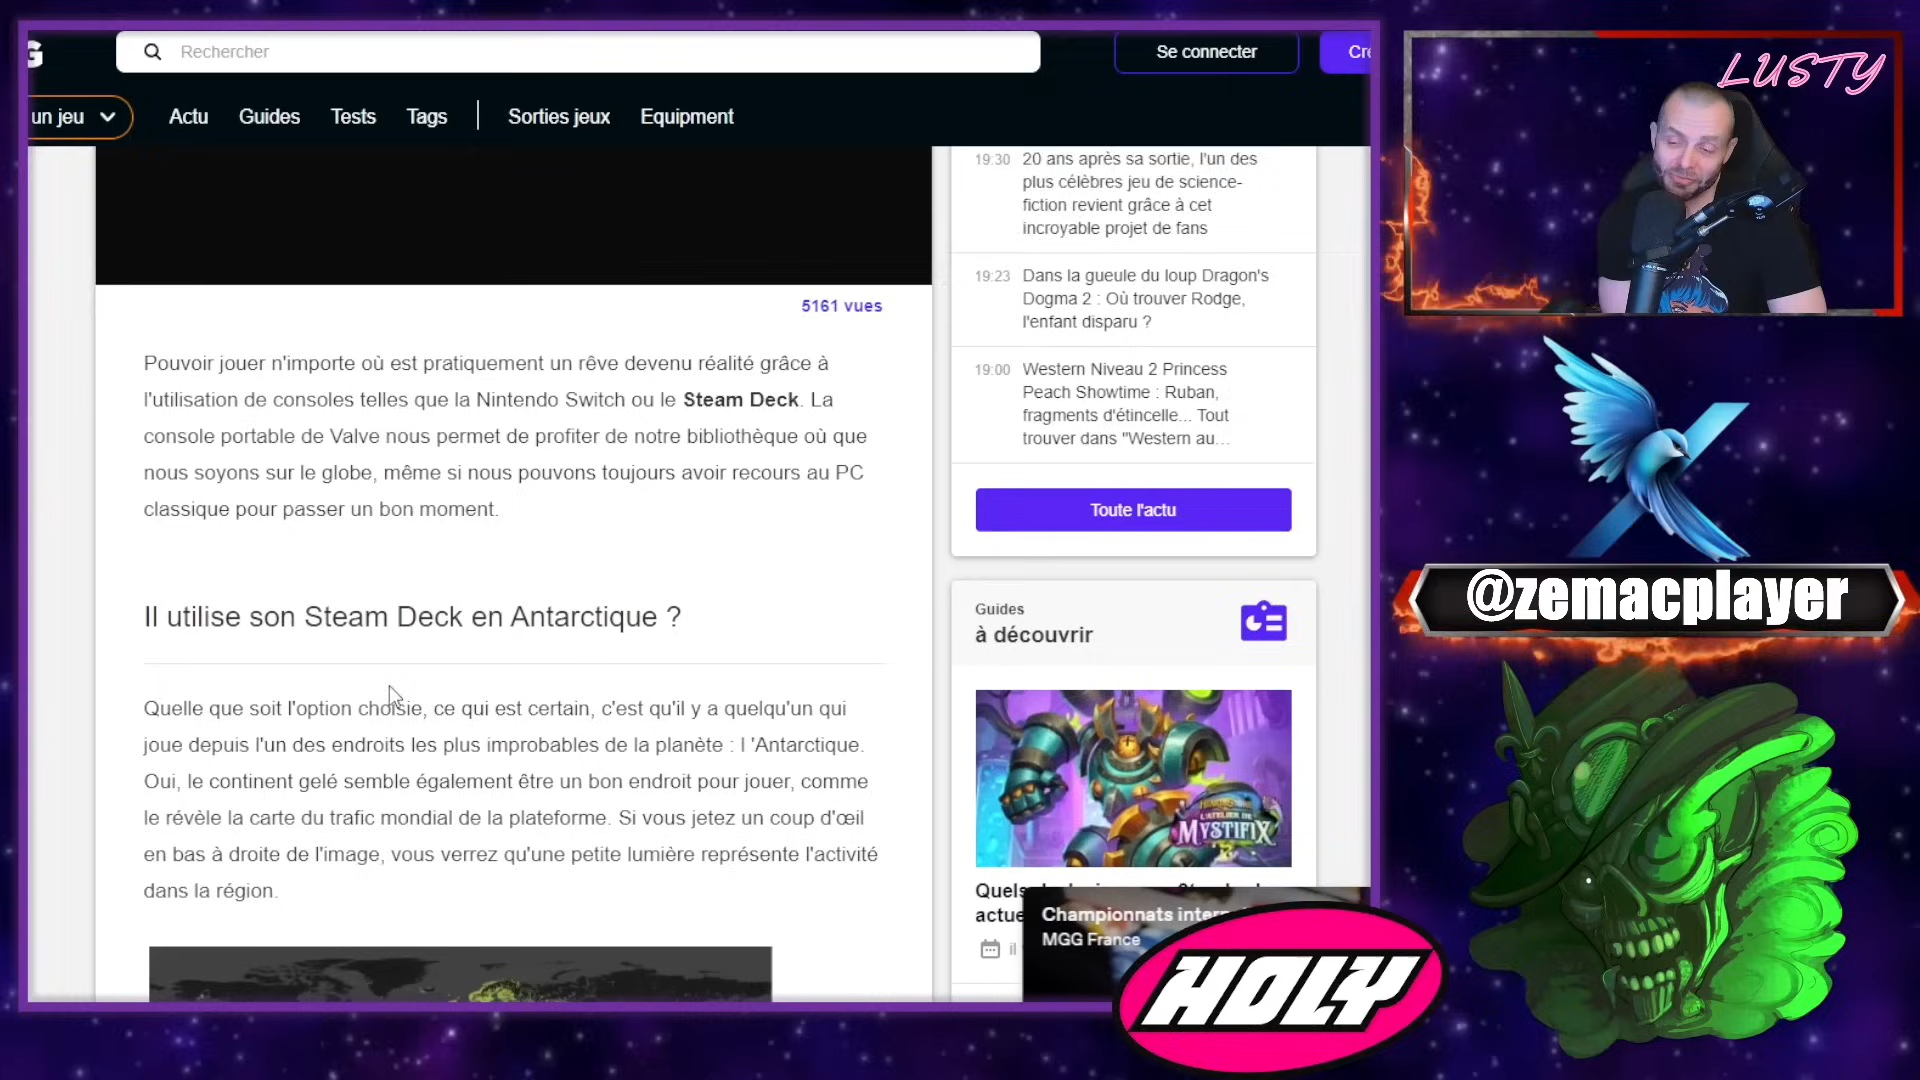 G
Rechercher
Se connecter
Cré
un jeu
Actu
Guides
Tests
Tags
Sorties jeux
Equipment
5161 vues
Pouvoir jouer n'importe où est pratiquement un rêve devenu réalité grâce à
l'utilisation de consoles telles que la Nintendo Switch ou le Steam Deck. La
console portable de Valve nous permet de profiter de notre bibliothèque où que
nous soyons sur le globe, même si nous pouvons toujours avoir recours au PC
classique pour passer un bon moment.
Il utilise son Steam Deck en Antarctique ?
Quelle que soit l'option choisie, ce qui est certain, c'est qu'il y a quelqu'un qui
joue depuis l'un des endroits les plus improbables de la planète : l 'Antarctique.
Oui, le continent gelé semble également être un bon endroit pour jouer, comme
le révèle la carte du trafic mondial de la plateforme. Si vous jetez un coup d'œil
en bas à droite de l'image, vous verrez qu'une petite lumière représente l'activité
dans la région.
19:30
20 ans après sa sortie, l'un des
plus célèbres jeu de science-
fiction revient grâce à cet
incroyable projet de fans
19:23
Dans la gueule du loup Dragon's
Dogma 2 : Où trouver Rodge,
l'enfant disparu ?
19:00
Western Niveau 2 Princess
Peach Showtime : Ruban,
fragments d'étincelle... Tout
trouver dans "Western au...
Toute l'actu
Guides
à découvrir
L'ATELIER DE
MYSTIFIX
Quels
actue
il
Championnats inter
MGG France
HOLY
LUSTY
@zemacplayer